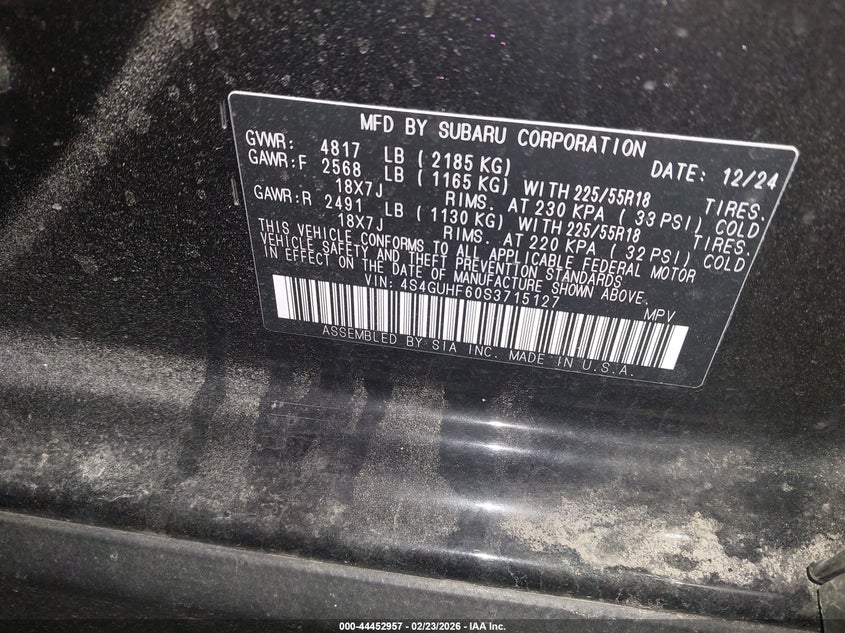 MFD BY SUBARU CORPORATION
GVWR: 4817 LB ( 2185 KG) DATE: 12/24
GAWR:F 2568 LB ( 1165 KG) WITH 225/55R18 TIRES.
18X7J RIMS. AT 230 KPA ( 33 PSI) COLD
GAWR:R 2491 LB ( 1130 KG) WITH 225/55R18 TIRES.
18X7J RIMS. AT 220 KPA ( 32 PSI) COLD
THIS VEHICLE CONFORMS TO ALL APPLICABLE FEDERAL MOTOR
VEHICLE SAFETY AND THEFT PREVENTION STANDARDS
IN EFFECT ON THE DATE OF MANUFACTURE SHOWN ABOVE.
VIN: 4S4GUHF60S3715127 MPV
ASSEMBLED BY SIA INC. MADE IN U.S.A.
000-44452957 - 02/23/2026 - IAA Inc.